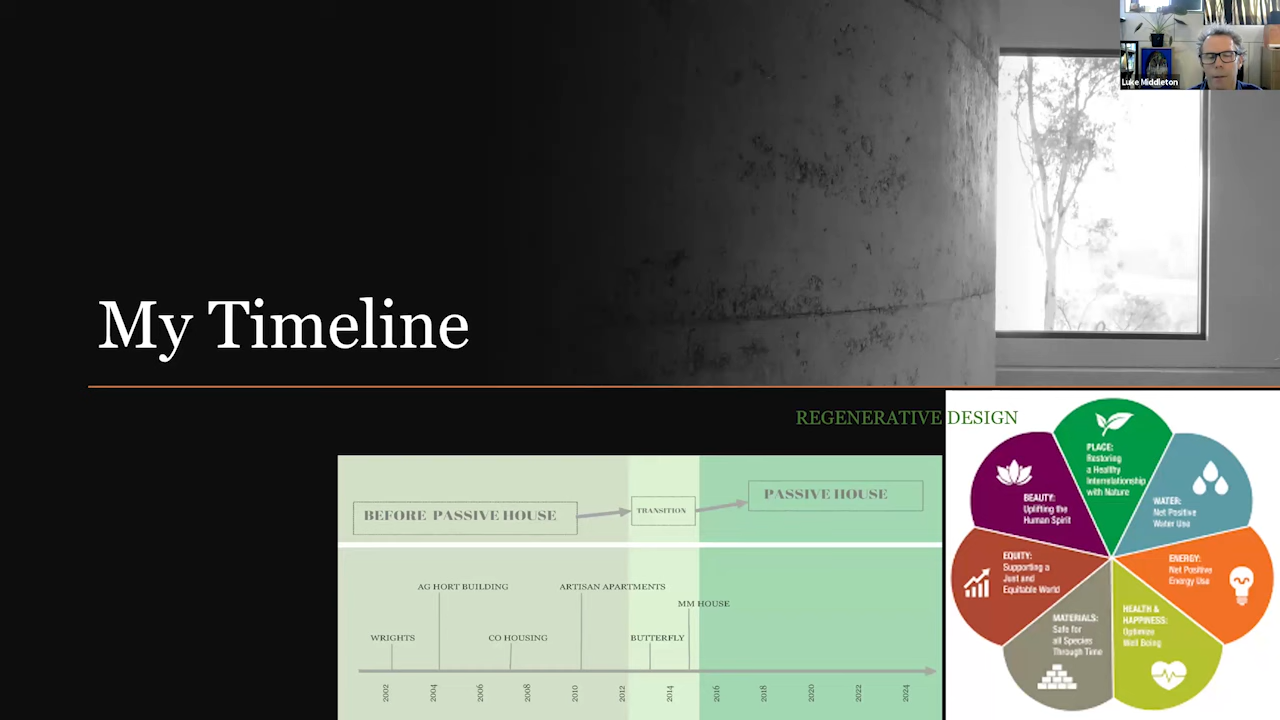 Luke Middleton
My Timeline
REGENERATIVE DESIGN
BEFORE PASSIVE HOUSE
TRANSITION
PASSIVE HOUSE
AG HORT BUILDING
ARTISAN APARTMENTS
MM HOUSE
WRIGHTS
CO HOUSING
BUTTERFLY
2002
2004
2006
2008
2010
2012
2014
2016
2018
2020
2022
2024
PLACE:
Restoring
a Healthy
Interrelationship
with Nature
WATER:
Net Positive
Water Use
ENERGY:
Net Positive
Energy Use
HEALTH &
HAPPINESS:
Optimize
Well Being
MATERIALS:
Safe for
all Species
Through Time
EQUITY:
Supporting a
Just and
Equitable World
BEAUTY:
Uplifting the
Human Spirit